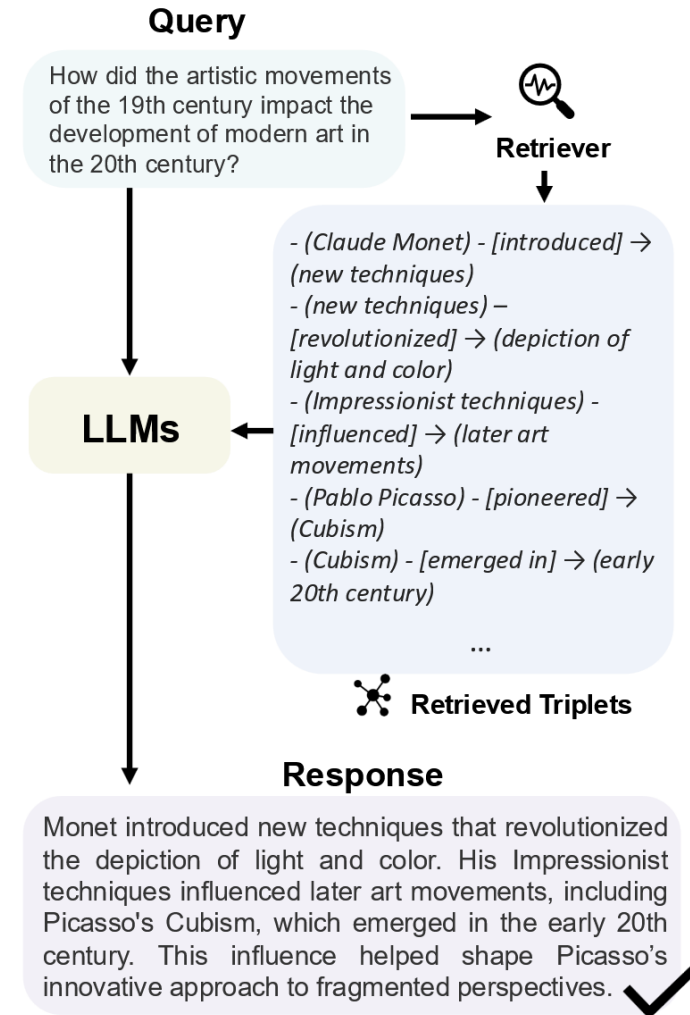 Query
How did the artistic movements
of the 19th century impact the
development of modern art in
the 20th century?
Retriever
- (Claude Monet) - [introduced] →
(new techniques)
- (new techniques) –
[revolutionized] → (depiction of
light and color)
- (Impressionist techniques) -
[influenced] → (later art
movements)
- (Pablo Picasso) - [pioneered] →
(Cubism)
- (Cubism) - [emerged in] → (early
20th century)
...
Retrieved Triplets
LLMs
Response
Monet introduced new techniques that revolutionized
the depiction of light and color. His Impressionist
techniques influenced later art movements, including
Picasso's Cubism, which emerged in the early 20th
century. This influence helped shape Picasso’s
innovative approach to fragmented perspectives.